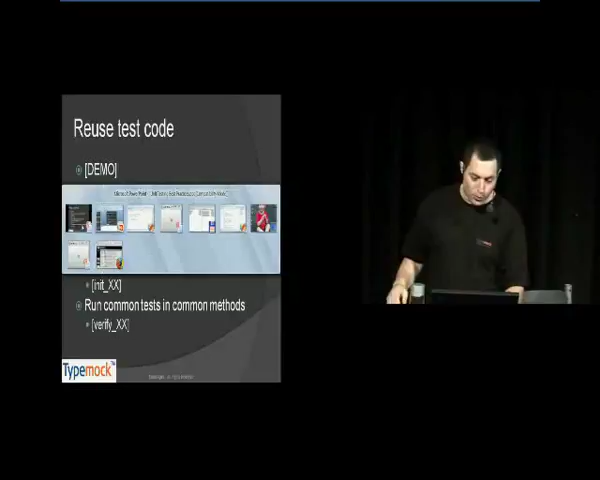 Reuse test code
[DEMO]
[init_XX]
Run common tests in common methods
[verify_XX]
Typemock